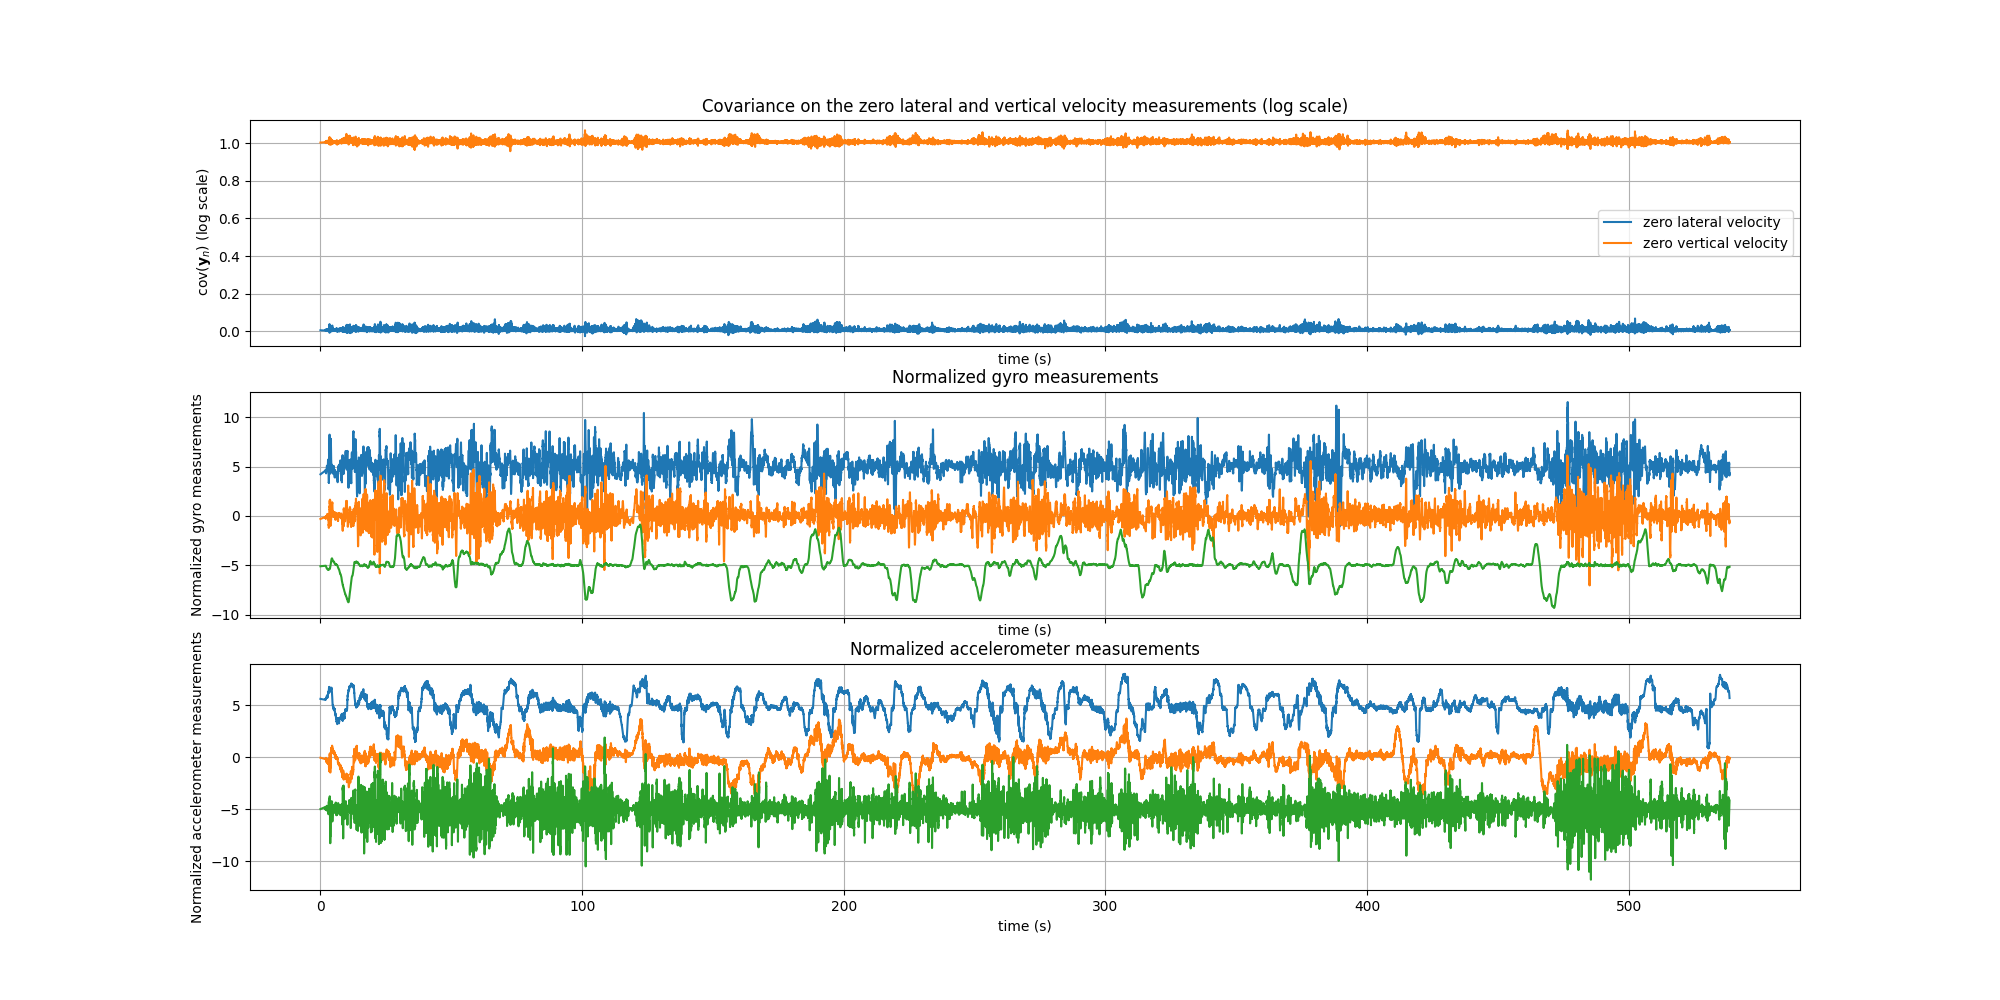 Covariance on the zero lateral and vertical velocity measurements (log scale)
cov(𝐲ₙ) (log scale)
1.0
0.8
0.6
0.4
0.2
0.0
zero lateral velocity
zero vertical velocity
time (s)
Normalized gyro measurements
Normalized gyro measurements
10
5
0
−5
−10
time (s)
Normalized accelerometer measurements
Normalized accelerometer measurements
5
0
−5
−10
0 100 200 300 400 500
time (s)